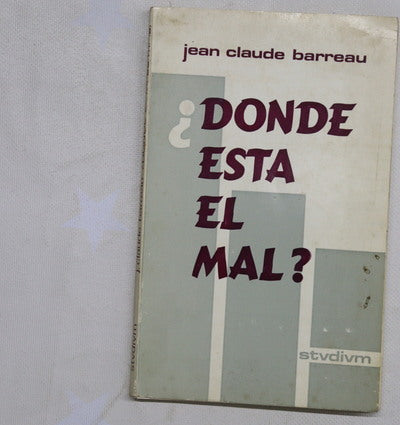 jean claude barreau
¿DONDE
ESTA
EL
MAL?
stvdivm